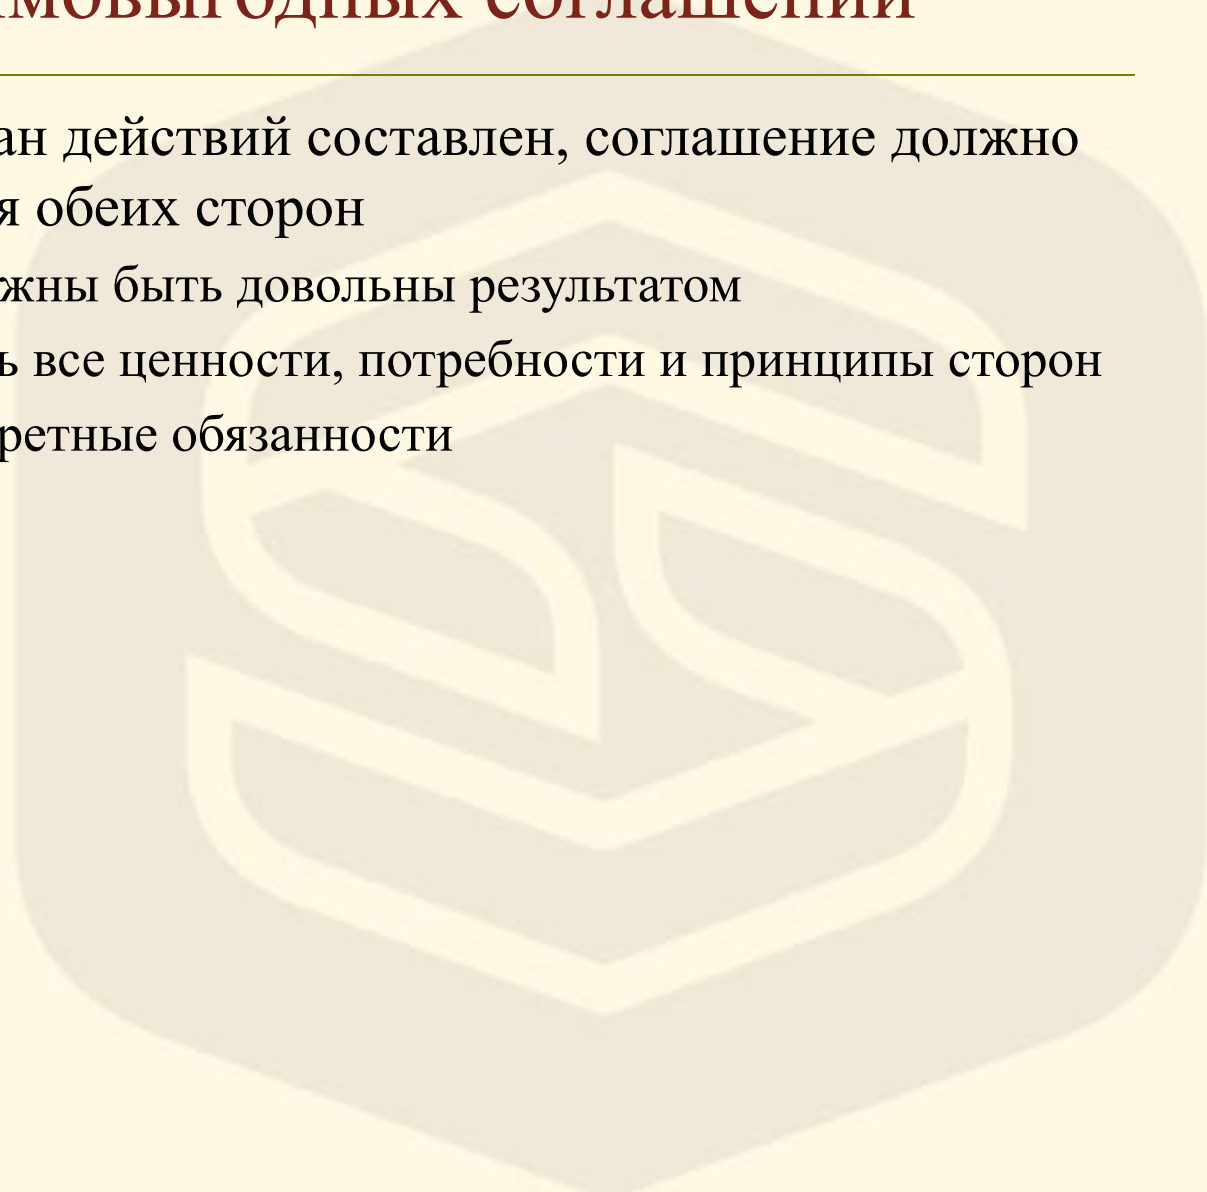 мовыгодных соглашений
ан действий составлен, соглашение должно
я обеих сторон
жны быть довольны результатом
ь все ценности, потребности и принципы сторон
ретные обязанности